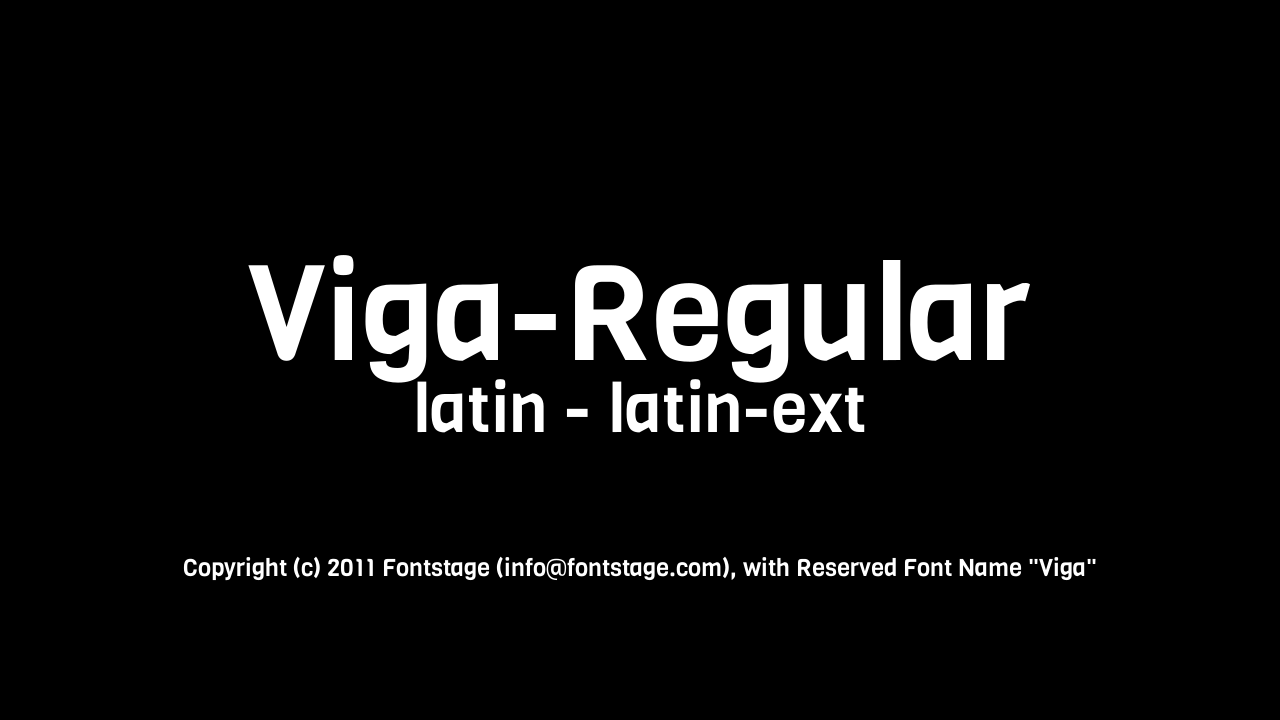 Viga-Regular
latin - latin-ext
Copyright (c) 2011 Fontstage (info@fontstage.com), with Reserved Font Name "Viga"